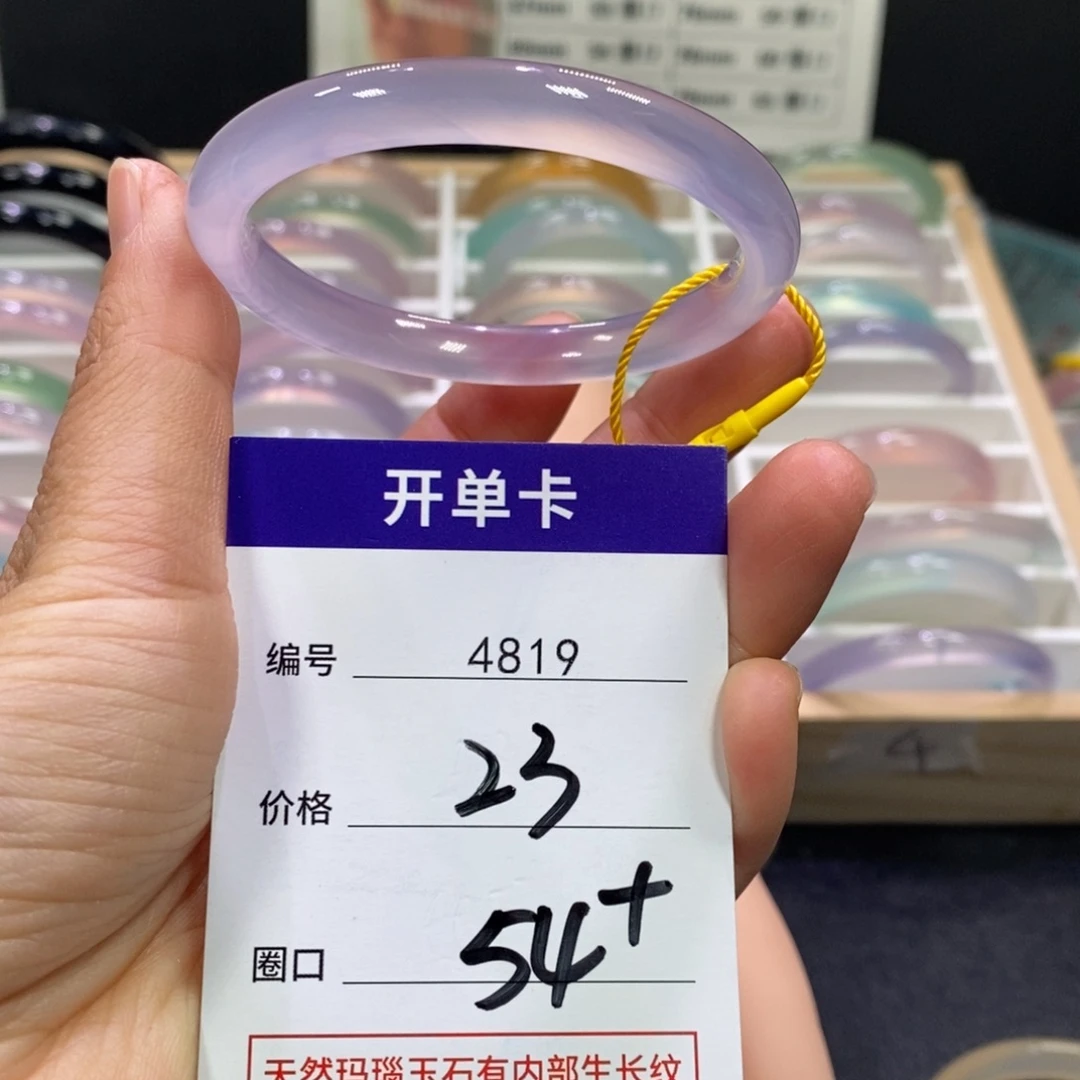 开单卡
编号 4819
价格 23
圈口 54+
天然玛瑙玉石有内部生长纹
4